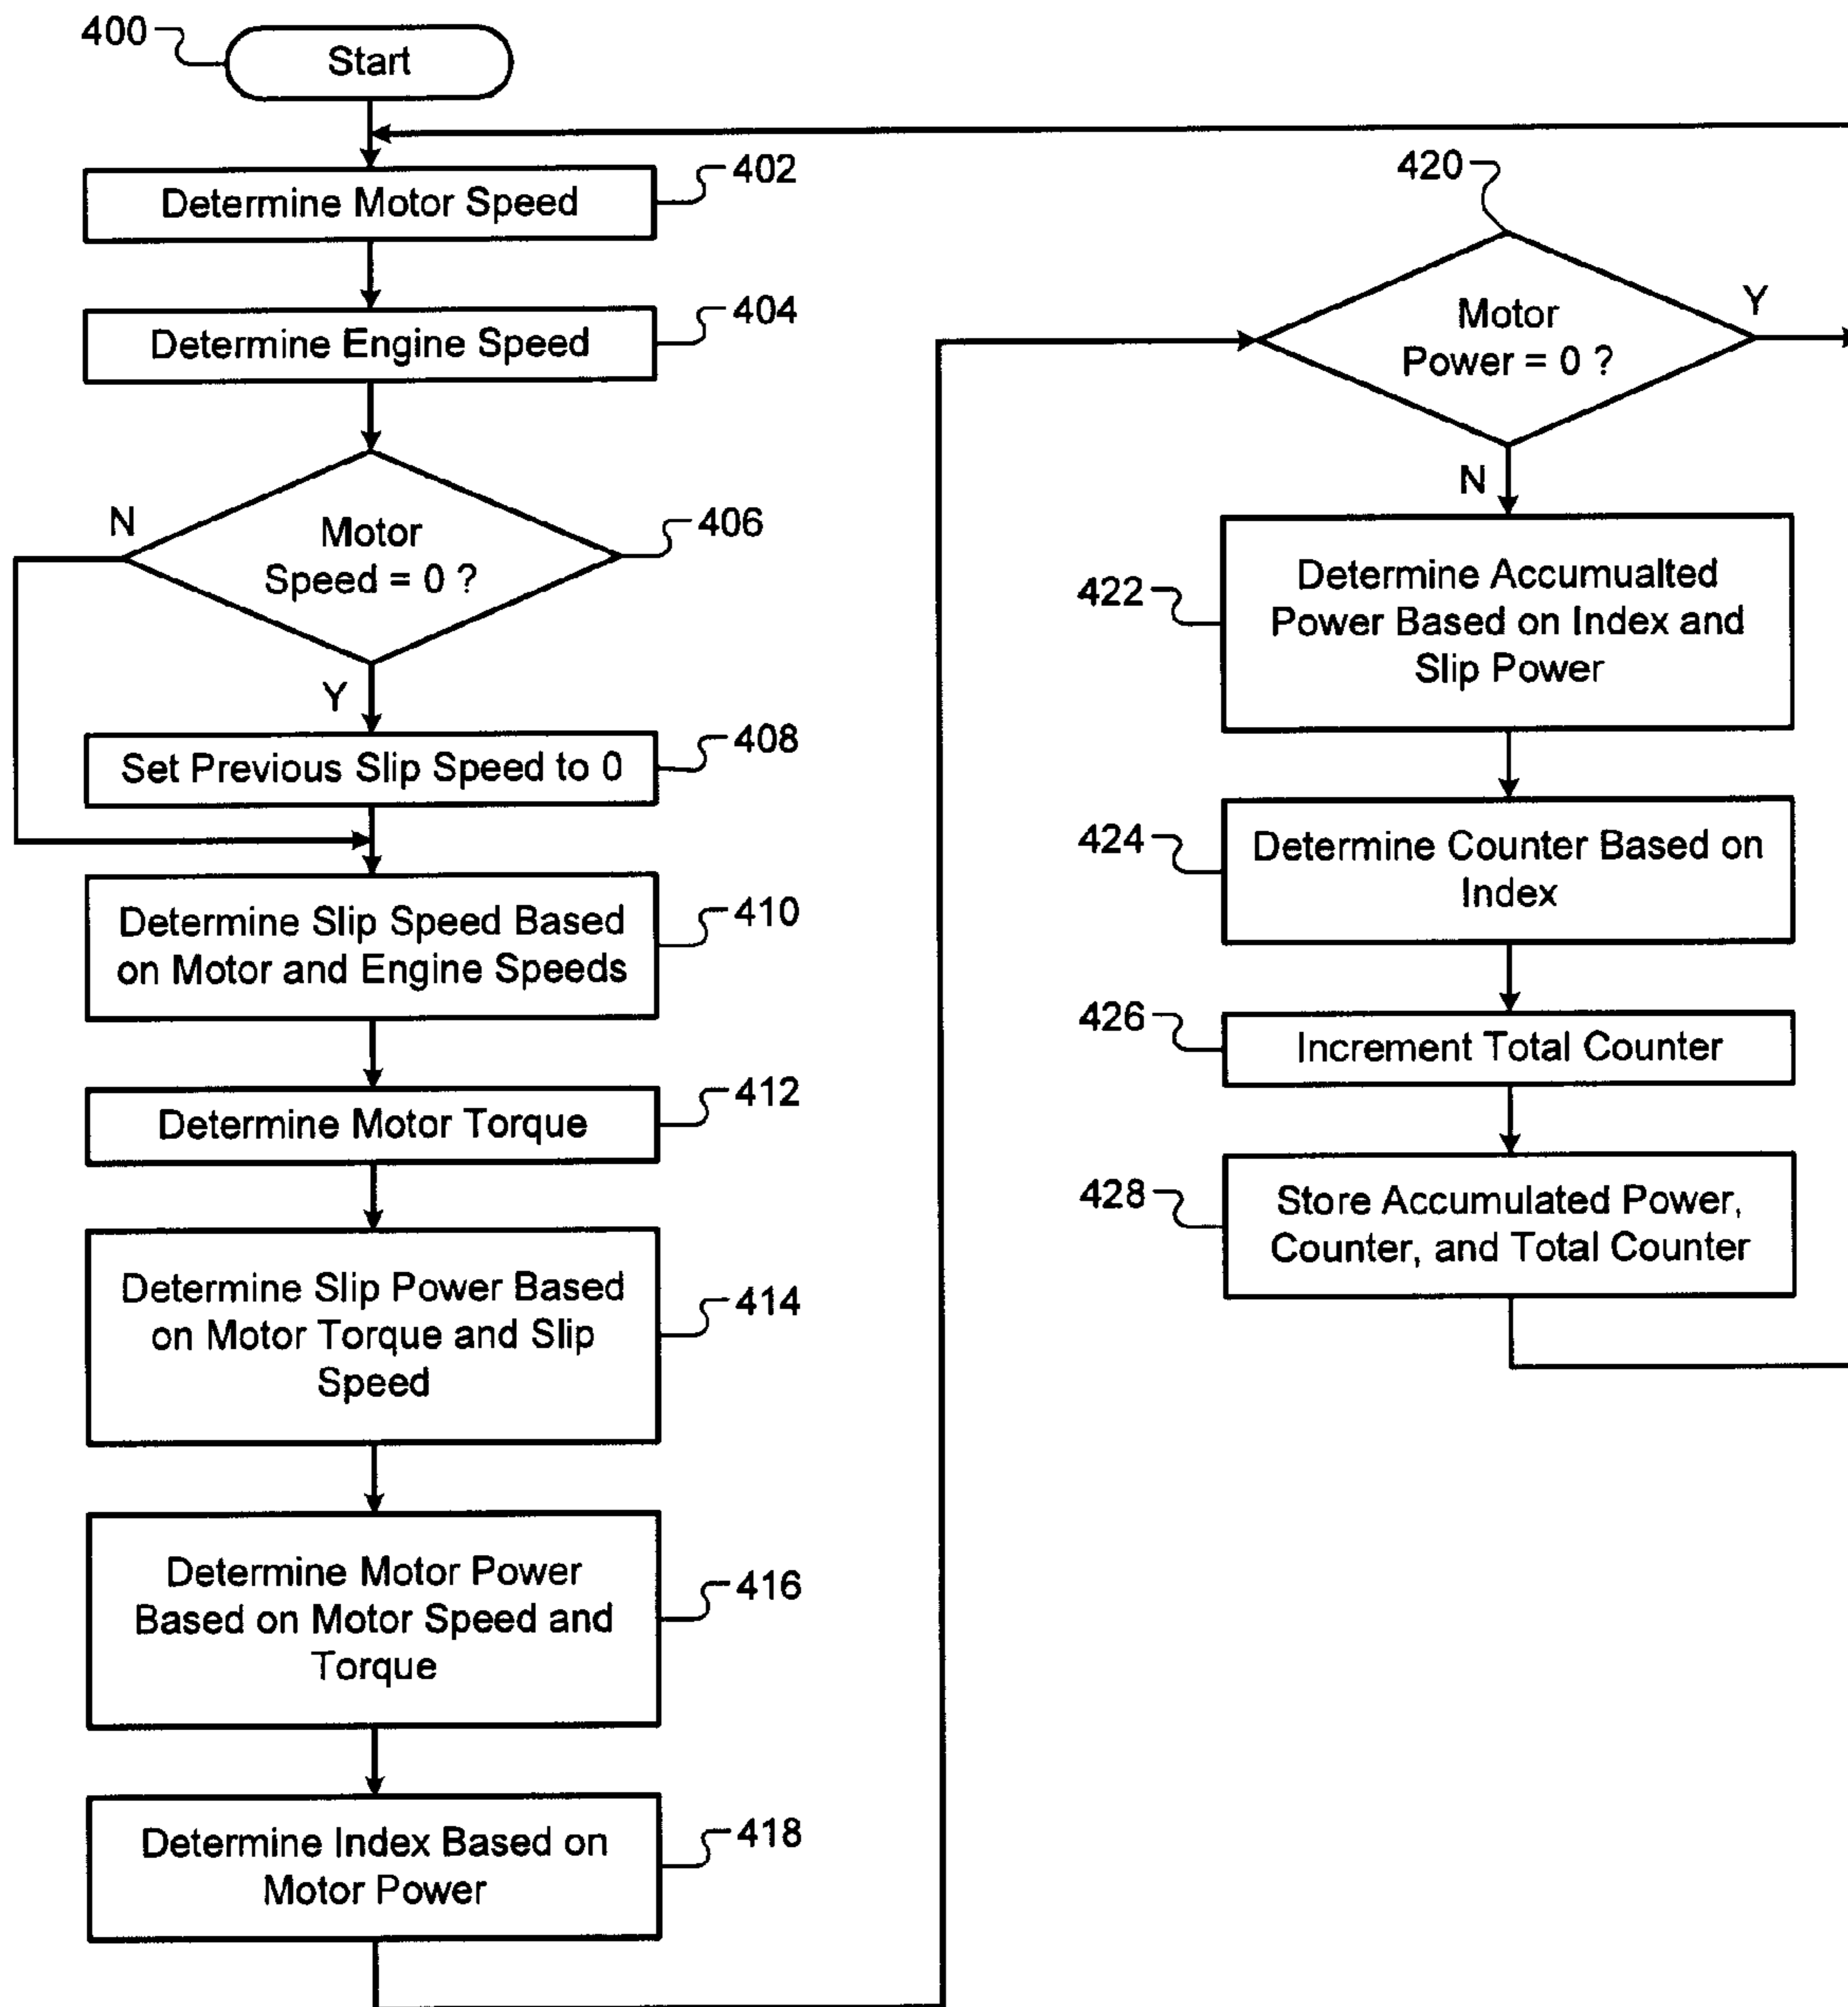 400
Start
Determine Motor Speed
402
Determine Engine Speed
404
N
Motor
Speed = 0 ?
406
Y
Set Previous Slip Speed to 0
408
Determine Slip Speed Based
on Motor and Engine Speeds
410
Determine Motor Torque
412
Determine Slip Power Based
on Motor Torque and Slip
Speed
414
Determine Motor Power
Based on Motor Speed and
Torque
416
Determine Index Based on
Motor Power
418
420
Motor
Power = 0 ?
Y
N
422
Determine Accumualted
Power Based on Index and
Slip Power
424
Determine Counter Based on
Index
426
Increment Total Counter
428
Store Accumulated Power,
Counter, and Total Counter